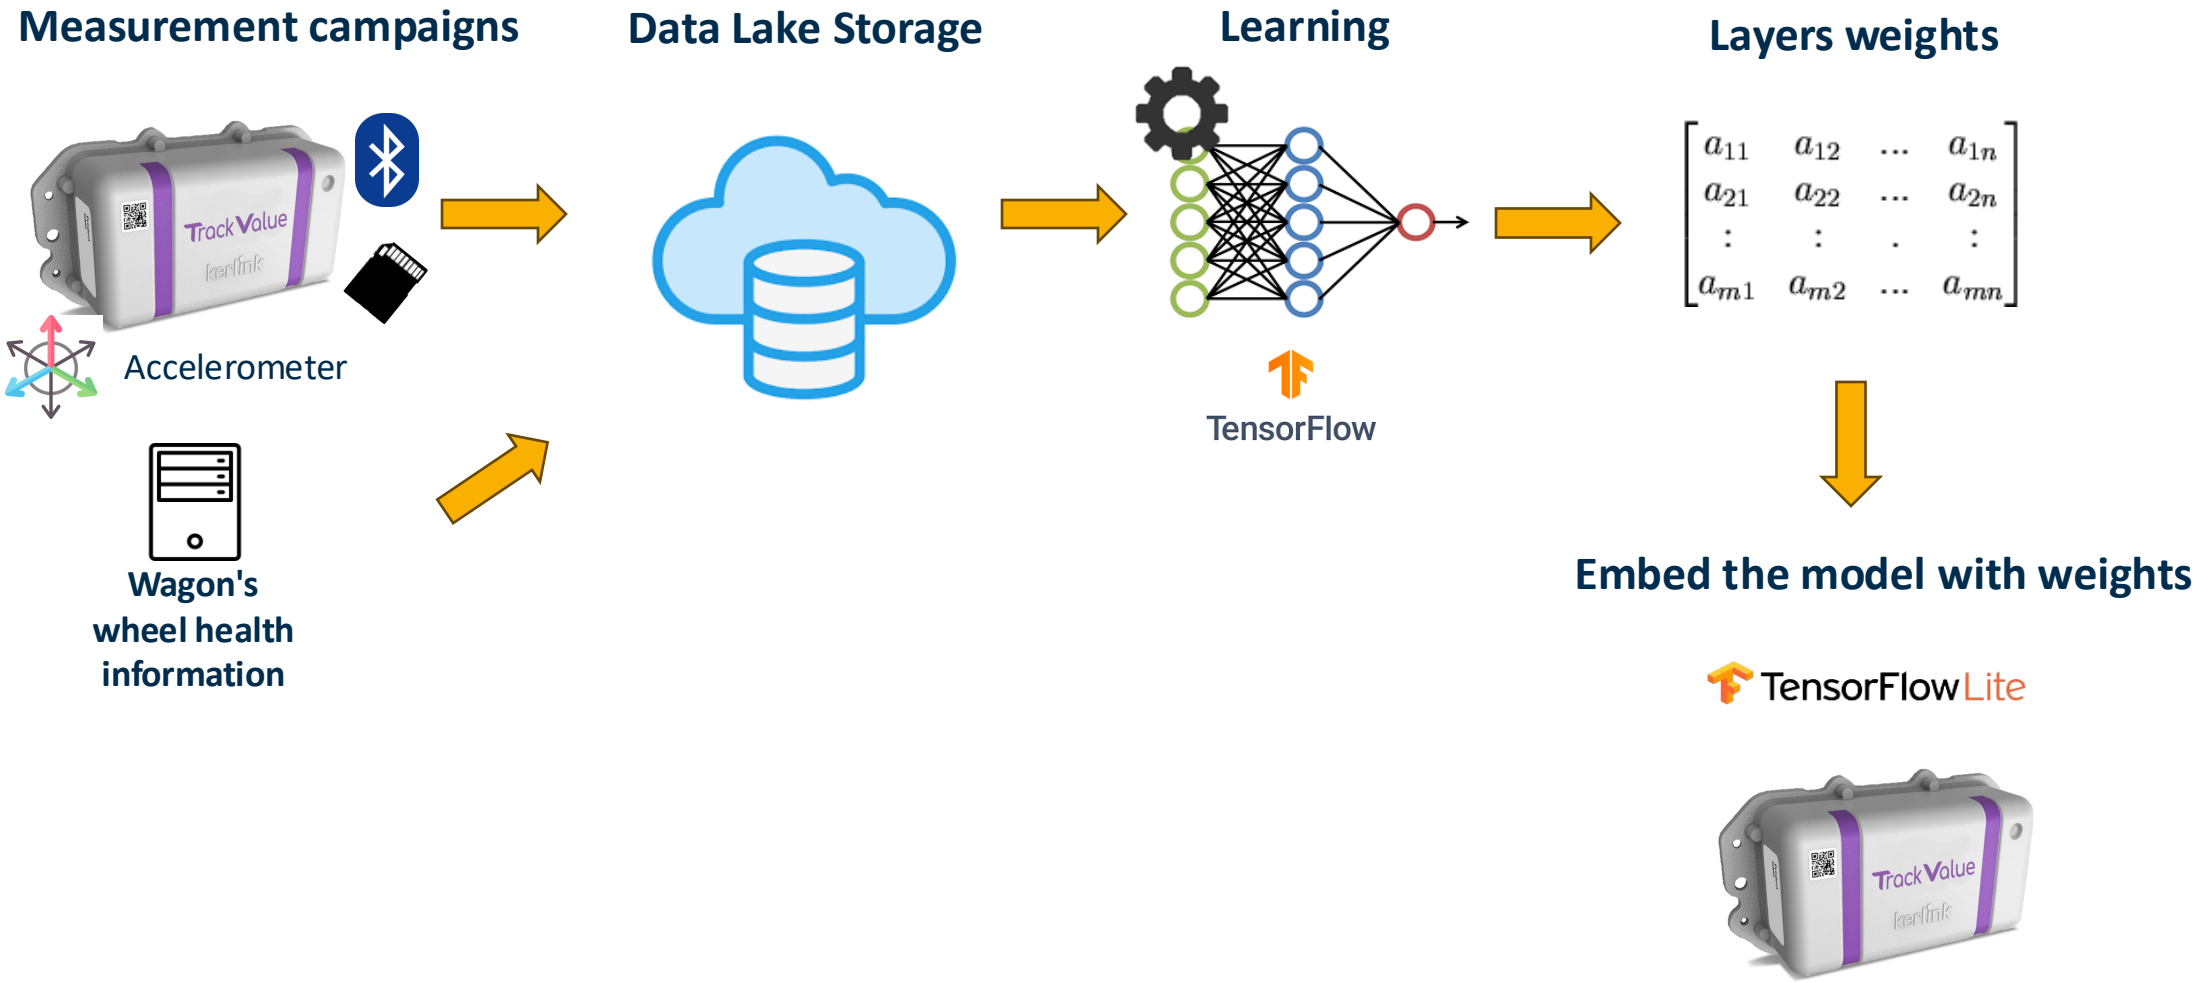 Measurement campaigns
Data Lake Storage
Learning
Layers weights
TrackValue
kerlink
Accelerometer
Wagon's
wheel health
information
TensorFlow
a11 a12 ... a1n
a21 a22 ... a2n
: : . :
am1 am2 ... amn
Embed the model with weights
TensorFlowLite
TrackValue
kerlink